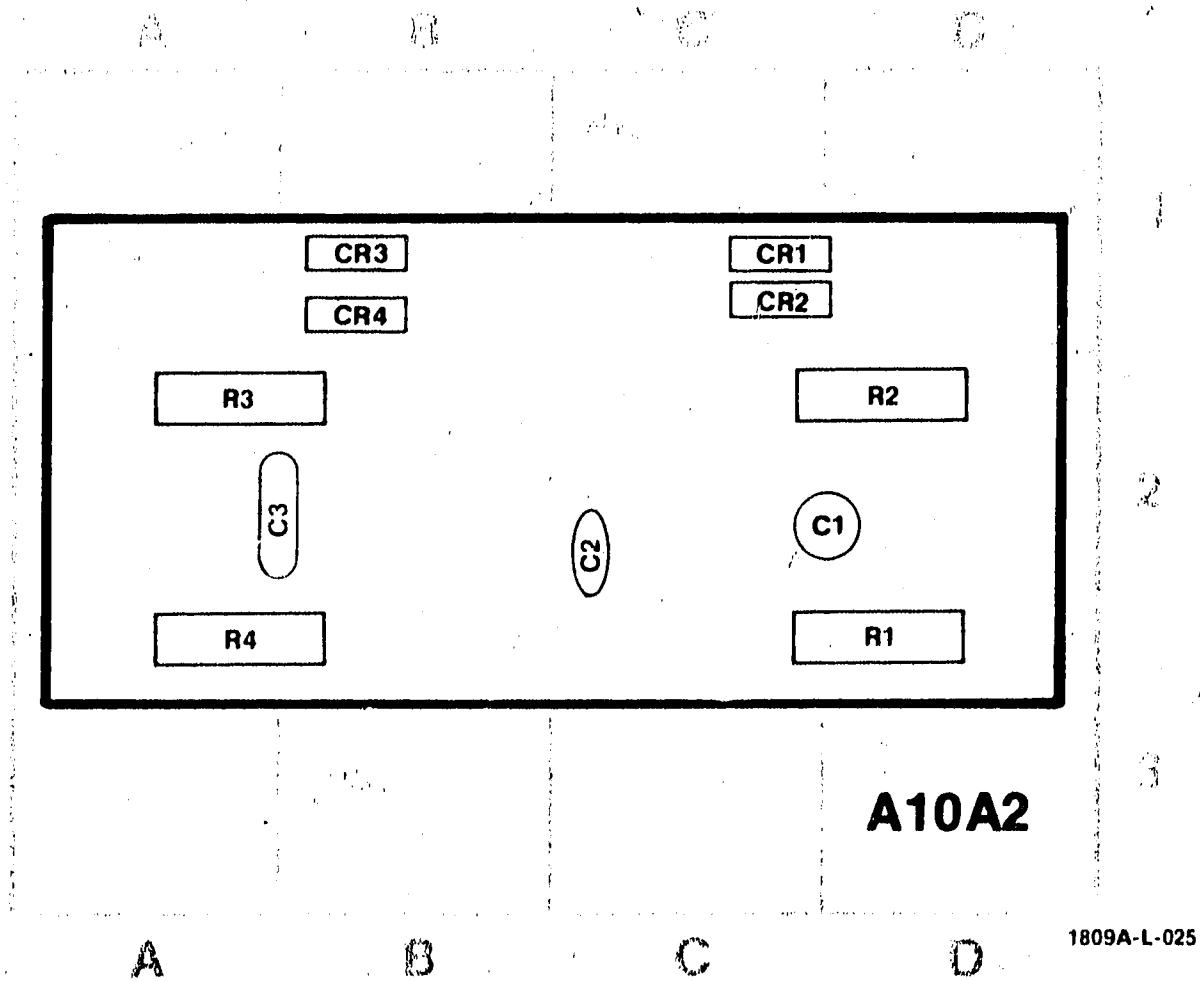 A B C D
1
CR3 CR1
CR4 CR2
R3 R2
2
C3 C2 C1
R4 R1
3
A10A2
1809A-L-025
A B C D